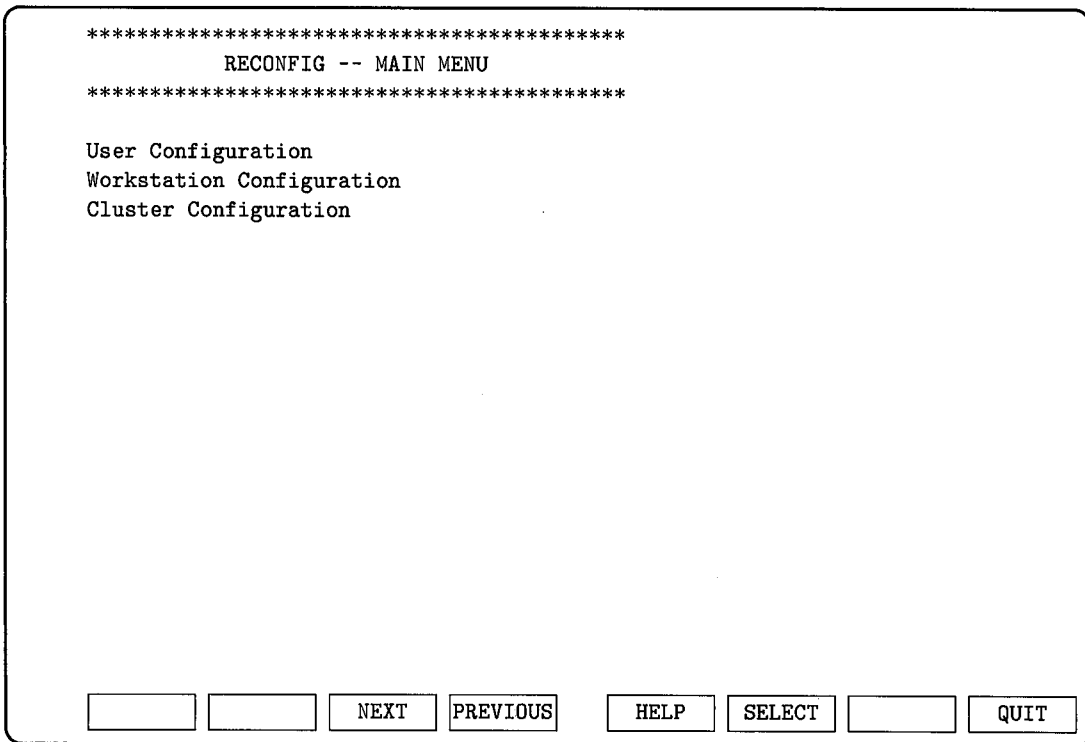 *******************************************
RECONFIG -- MAIN MENU
*******************************************
User Configuration
Workstation Configuration
Cluster Configuration
NEXT PREVIOUS HELP SELECT QUIT